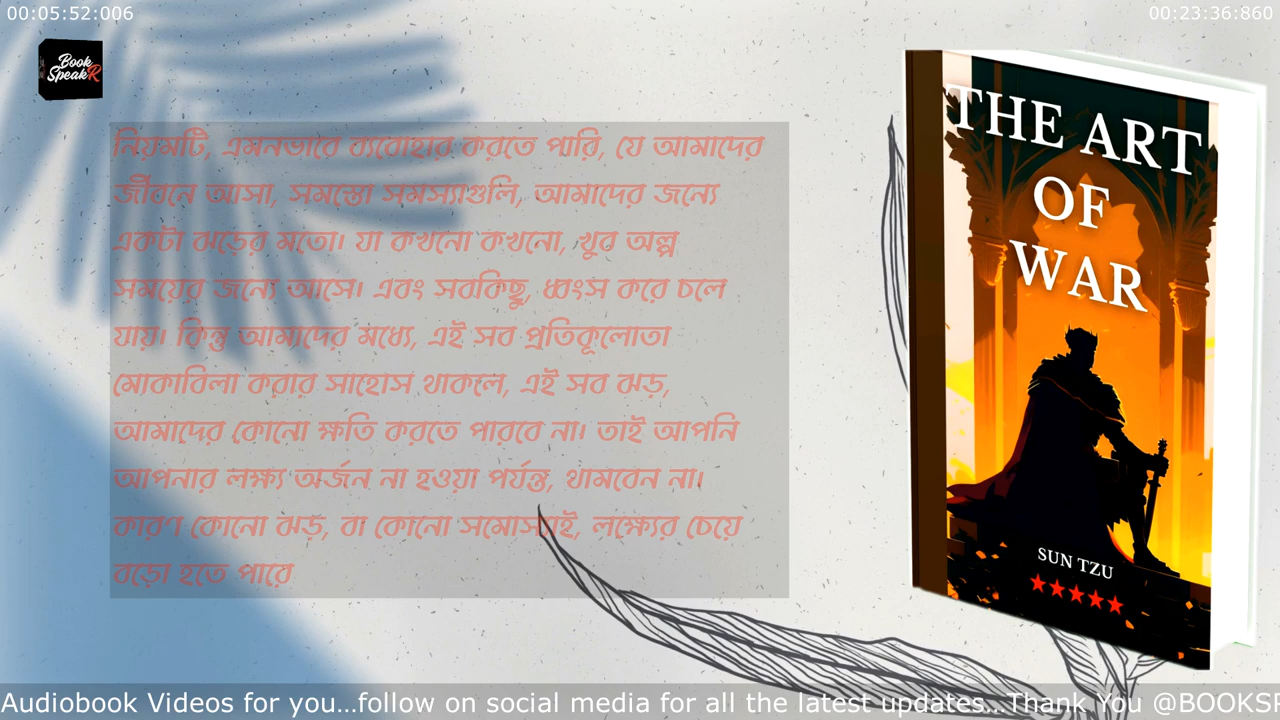 00:05:52:006
00:23:36:860
Book
SpeakR
নিয়মটি, এমনভাবে ব্যবোহার করতে পারি, যে আমাদের
জীবনে আসা, সমস্তো সমস্যাগুলি, আমাদের জন্যে
একটা ঝড়ের মতো। যা কখনো কখনো, খুব অল্প
সময়ের জন্যে আসে। এবং সবকিছু, ধ্বংস করে চলে
যায়। কিন্তু আমাদের মধ্যে, এই সব প্রতিকূলোতা
মোকাবিলা করার সাহোস থাকলে, এই সব ঝড়,
আমাদের কোনো ক্ষতি করতে পারবে না। তাই আপনি
আপনার লক্ষ্য অর্জন না হওয়া পর্যন্ত, থামবেন না।
কারণ কোনো ঝড়, বা কোনো সমোস্যাই, লক্ষ্যের চেয়ে
বড়ো হতে পারে
THE ART
OF
WAR
SUN TZU
Audiobook Videos for you...follow on social media for all the latest updates...Thank You @BOOKSP